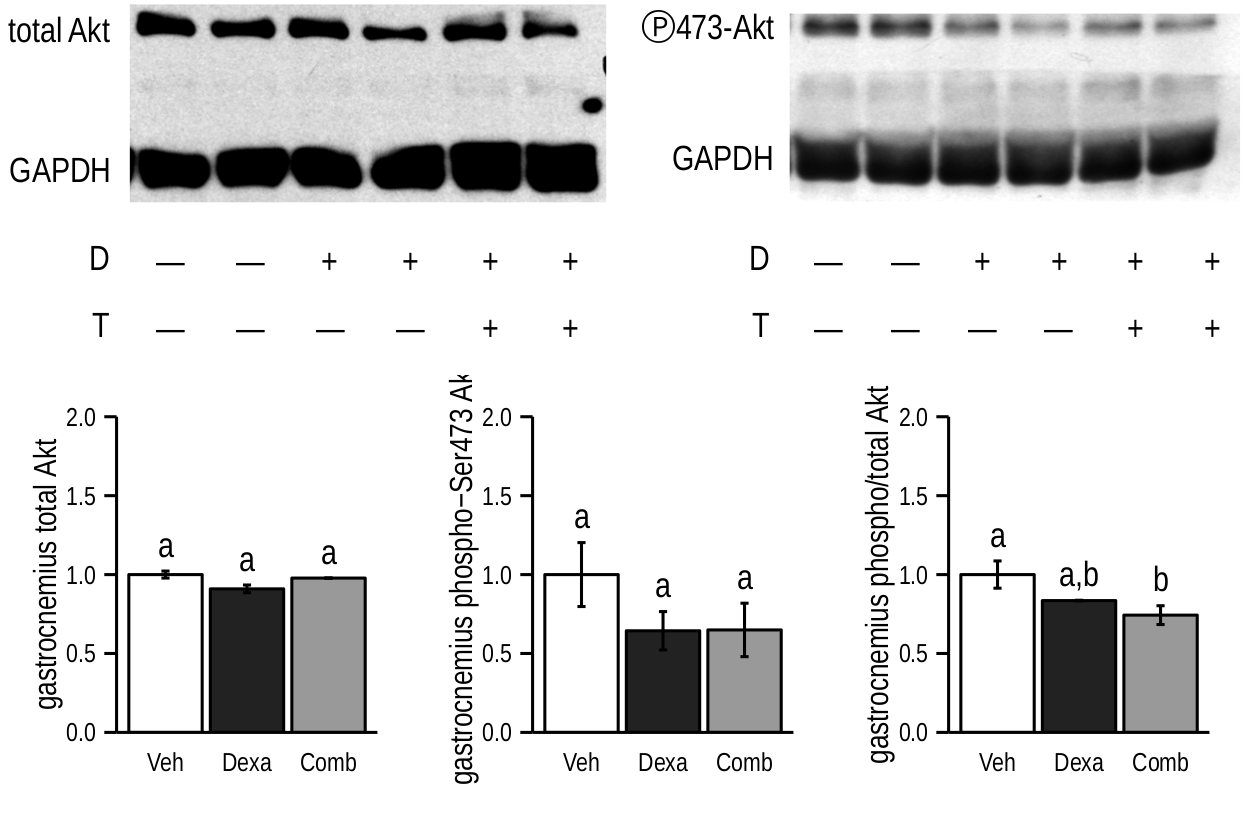 total Akt
GAPDH
D — — + + + +
T — — — — + +
Ⓟ473-Akt
GAPDH
D — — + + + +
T — — — — + +
gastrocnemius total Akt
2.0
1.5
1.0
0.5
0.0
a a a
Veh Dexa Comb
gastrocnemius phospho−Ser473 Ak
2.0
1.5
1.0
0.5
0.0
a a a
Veh Dexa Comb
gastrocnemius phospho/total Akt
2.0
1.5
1.0
0.5
0.0
a a,b b
Veh Dexa Comb